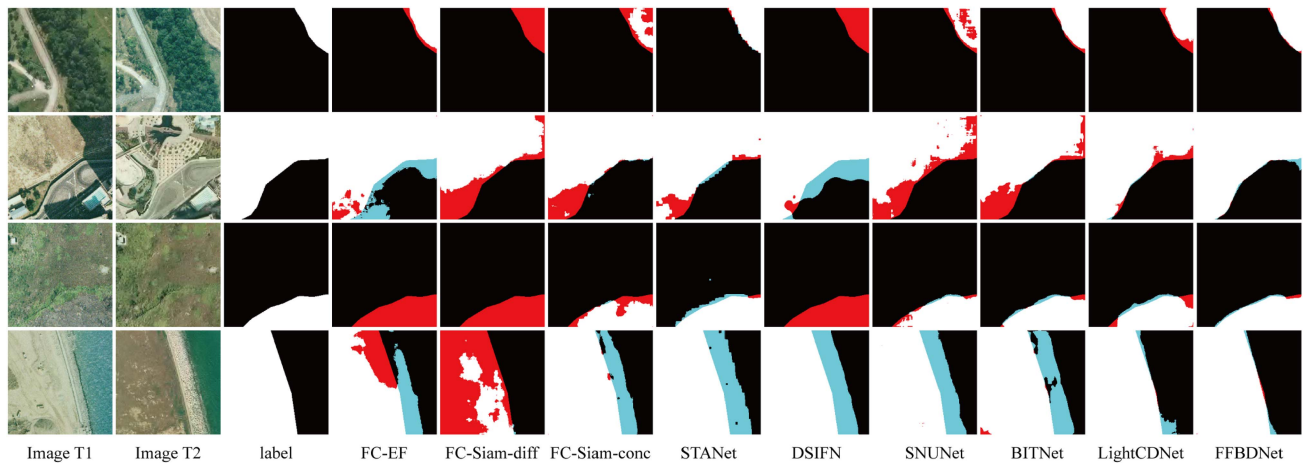 Image T1 Image T2 label FC-EF FC-Siam-diff FC-Siam-conc STANet DSIFN SNUNet BITNet LightCDNet FFBDNet